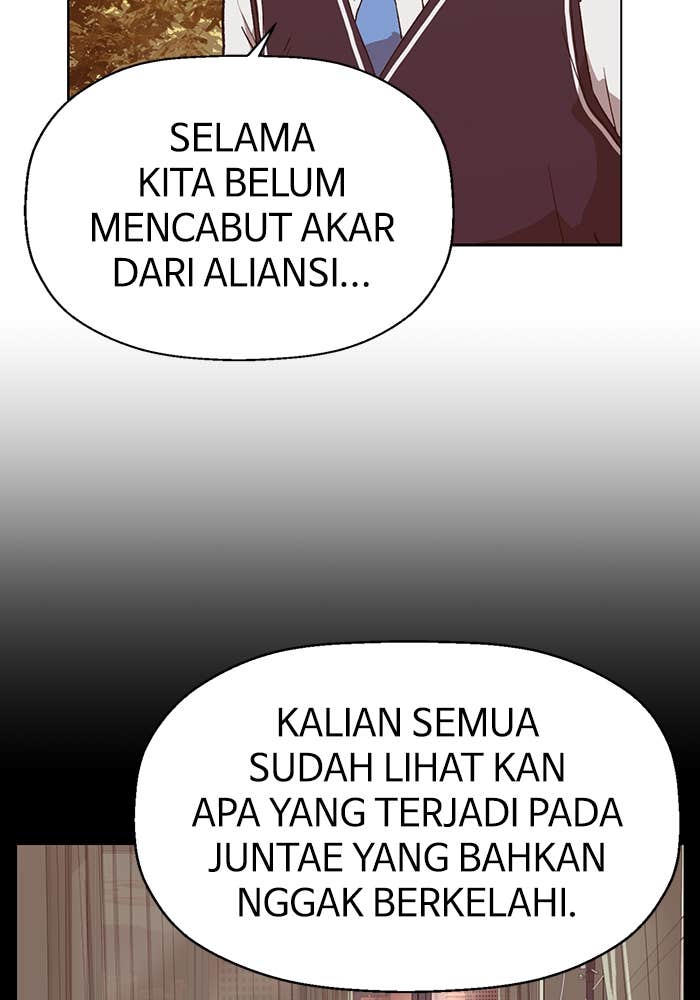 SELAMA
KITA BELUM
MENCABUT AKAR
DARI ALIANSI...
KALIAN SEMUA
SUDAH LIHAT KAN
APA YANG TERJADI PADA
JUNTAE YANG BAHKAN
NGGAK BERKELAHI.